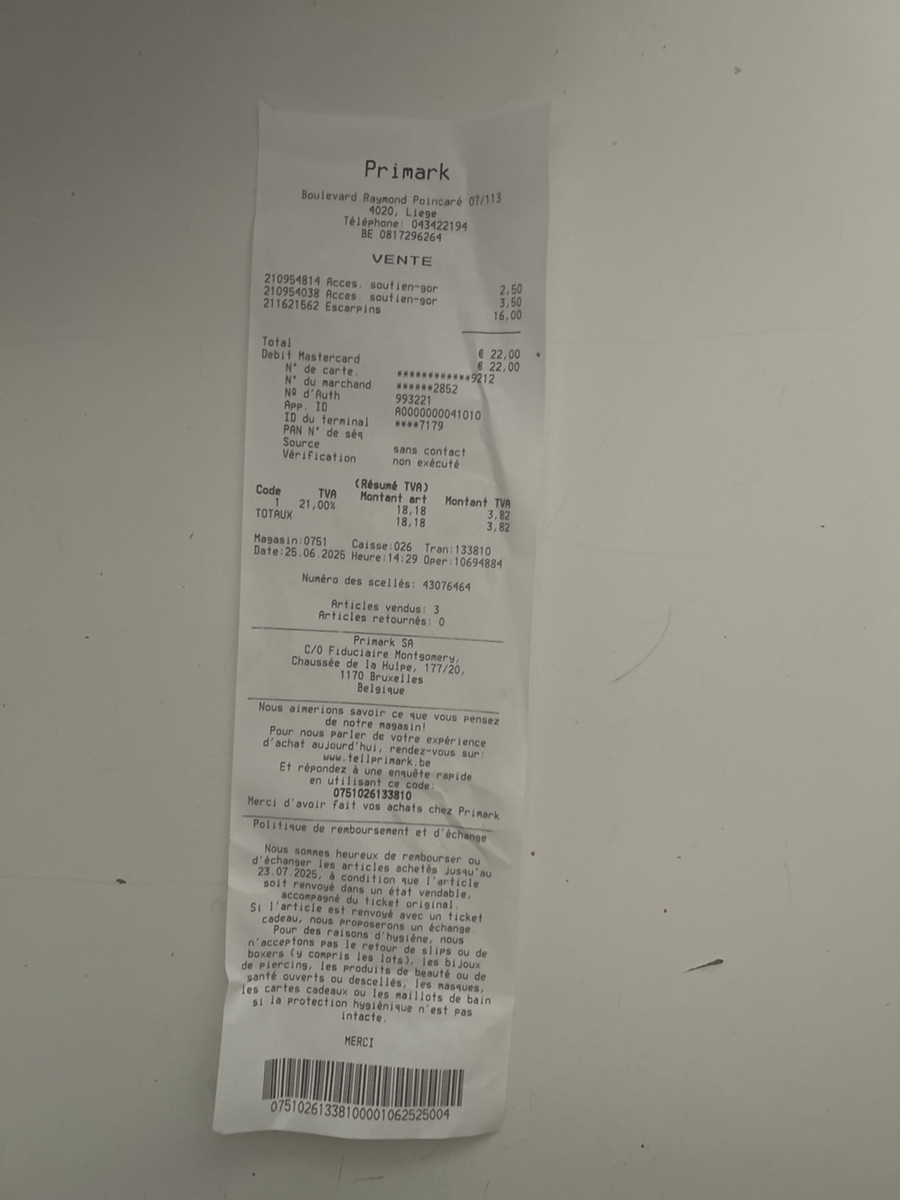 Primark
Boulevard Raymond Poincaré 07/113
4020, Liege
Téléphone: 043422194
BE 0817296264
VENTE
210954814 Acces. soutien-gor 2,50
210954038 Acces. soutien-gor 3,50
211621562 Escarpins 16,00
Total € 22,00
Debit Mastercard € 22,00
N° de carte. ************9212
N° du marchand ******2852
Nº d'Auth 993221
App. ID A0000000041010
ID du terminal ****7179
PAN N° de séq
Source sans contact
Vérification non exécuté
(Résumé TVA)
Code TVA Montant art Montant TVA
1 21,00% 18,18 3,82
TOTAUX 18,18 3,82
Magasin:0751 Caisse:026 Tran:133810
Date:25.06.2025 Heure:14:29 Oper:10694884
Numéro des scellés: 43076464
Articles vendus: 3
Articles retournés: 0
Primark SA
C/O Fiduciaire Montgomery,
Chaussée de la Hulpe, 177/20,
1170 Bruxelles
Belgique
Nous aimerions savoir ce que vous pensez
de notre magasin!
Pour nous parler de votre expérience
d'achat aujourd'hui, rendez-vous sur:
www.tellprimark.be
Et répondez à une enquête rapide
en utilisant ce code:
0751026133810
Merci d'avoir fait vos achats chez Primark
Politique de remboursement et d'échange
Nous sommes heureux de rembourser ou
d'échanger les articles achetés jusqu'au
23.07.2025, à condition que l'article
soit renvoyé dans un état vendable,
accompagné du ticket original.
Si l'article est renvoyé avec un ticket
cadeau, nous proposerons un échange.
Pour des raisons d'hygiène, nous
n'acceptons pas le retour de slips ou de
boxers (y compris les lots), les bijoux
de piercing, les produits de beauté ou de
santé ouverts ou descellés, les masques,
les cartes cadeaux ou les maillots de bain
si la protection hygiénique n'est pas
intacte.
MERCI
07510261338100001062525004